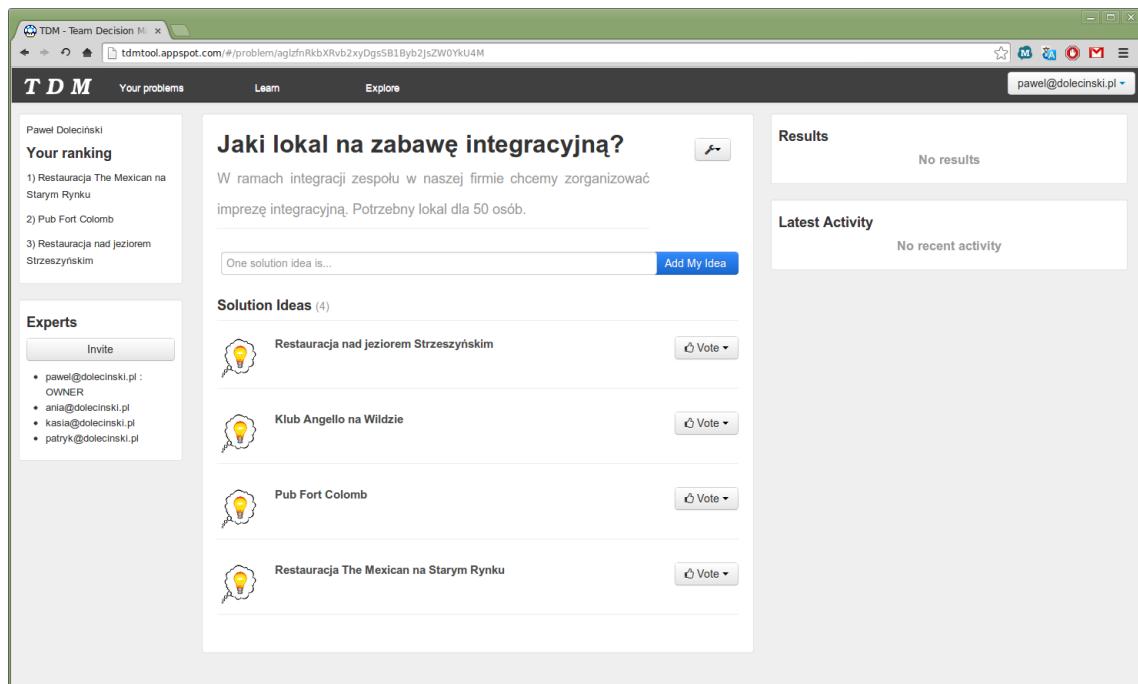 TDM - Team Decision M
tdmtool.appspot.com/#/problem/aglzfnRkbXRvb2xyDgsSB1Byb2JsZW0YkU4M
T D M
Your problems
Learn
Explore
pawel@dolecinski.pl
Paweł Doleciński
Your ranking
1) Restauracja The Mexican na
Starym Rynku
2) Pub Fort Colomb
3) Restauracja nad jeziorem
Strzeszyńskim
Experts
Invite
pawel@dolecinski.pl :
OWNER
ania@dolecinski.pl
kasia@dolecinski.pl
patryk@dolecinski.pl
Jaki lokal na zabawę integracyjną?
W ramach integracji zespołu w naszej firmie chcemy zorganizować
imprezę integracyjną. Potrzebny lokal dla 50 osób.
One solution idea is...
Add My Idea
Solution Ideas (4)
Restauracja nad jeziorem Strzeszyńskim
Vote
Klub Angello na Wildzie
Vote
Pub Fort Colomb
Vote
Restauracja The Mexican na Starym Rynku
Vote
Results
No results
Latest Activity
No recent activity